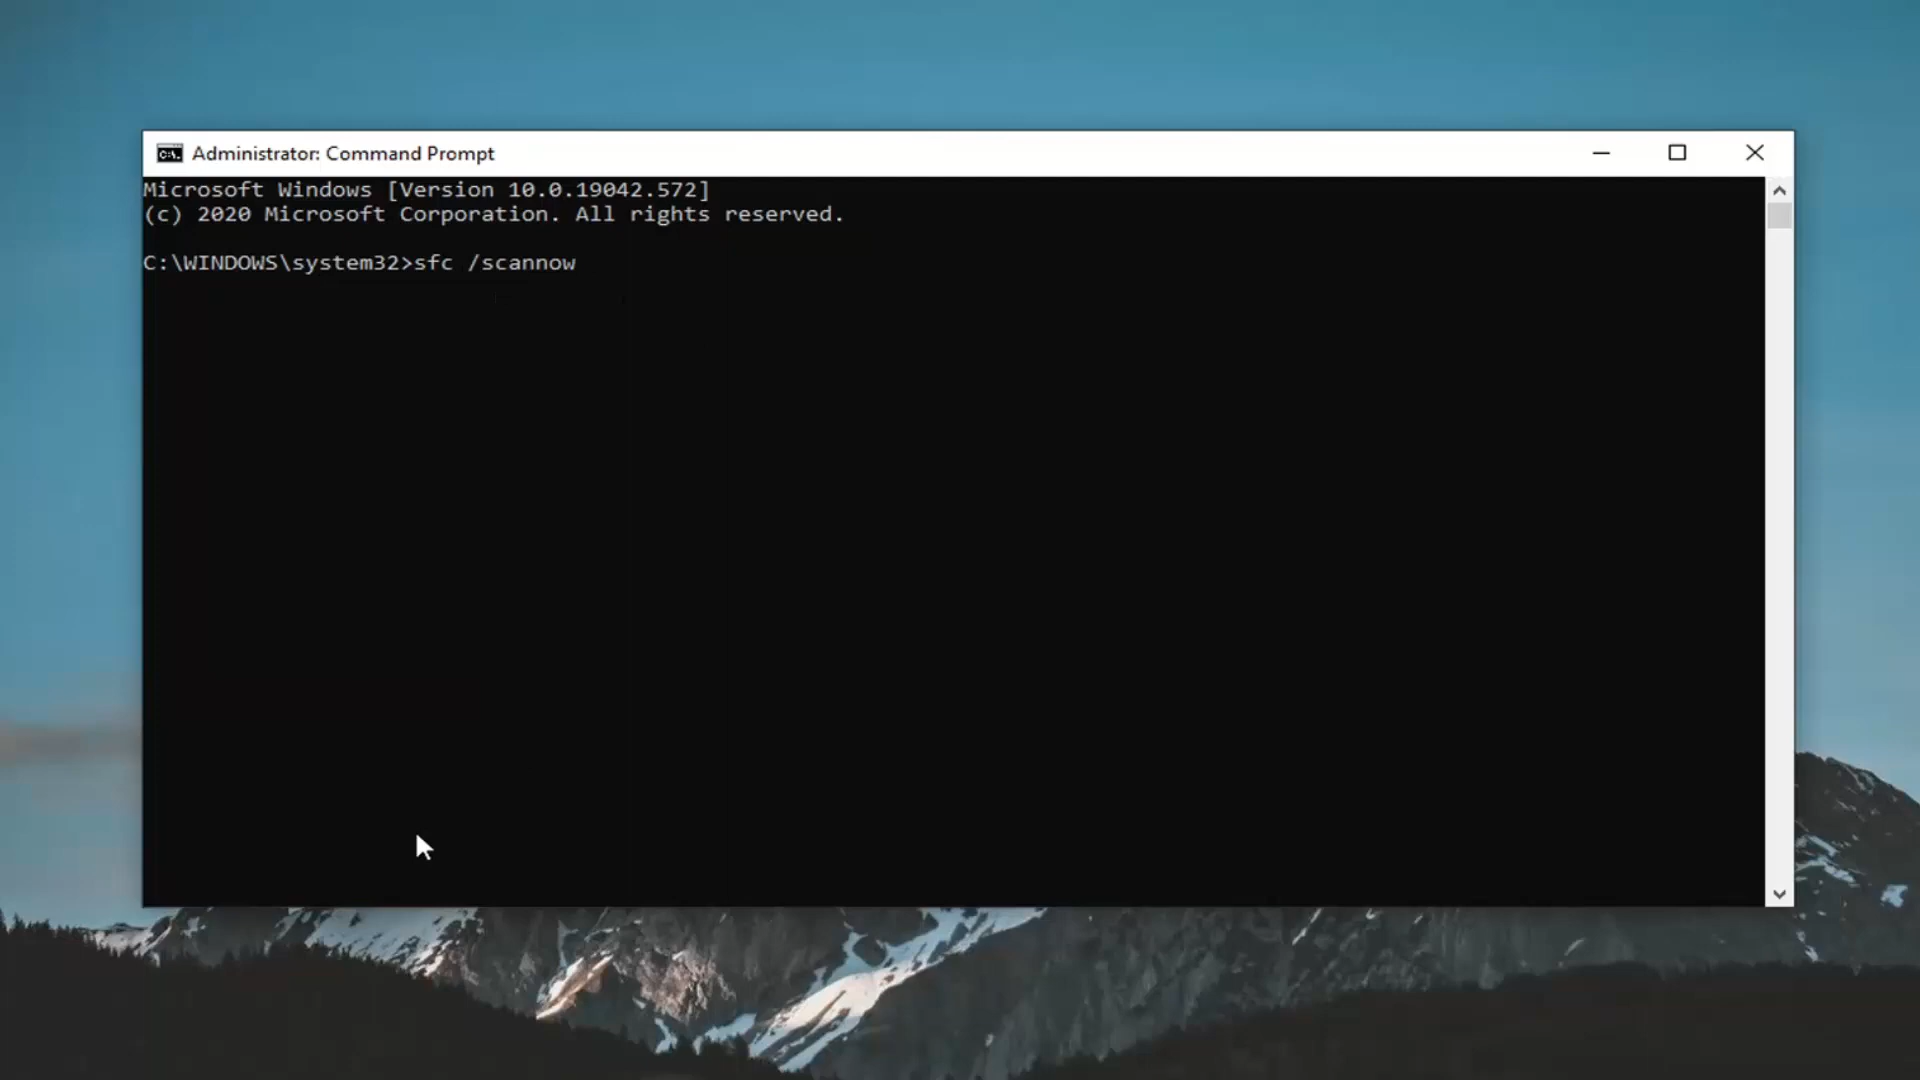 Administrator: Command Prompt
Microsoft Windows [Version 10.0.19042.572]
(c) 2020 Microsoft Corporation. All rights reserved.
C:\WINDOWS\system32>sfc /scannow